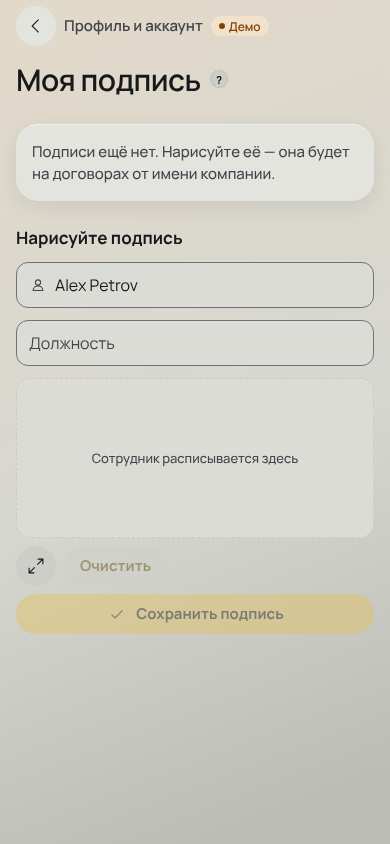 Профиль и аккаунт
Демо
Моя подпись
?
Подписи ещё нет. Нарисуйте её — она будет
на договорах от имени компании.
Нарисуйте подпись
Alex Petrov
Должность
Сотрудник расписывается здесь
Очистить
Сохранить подпись